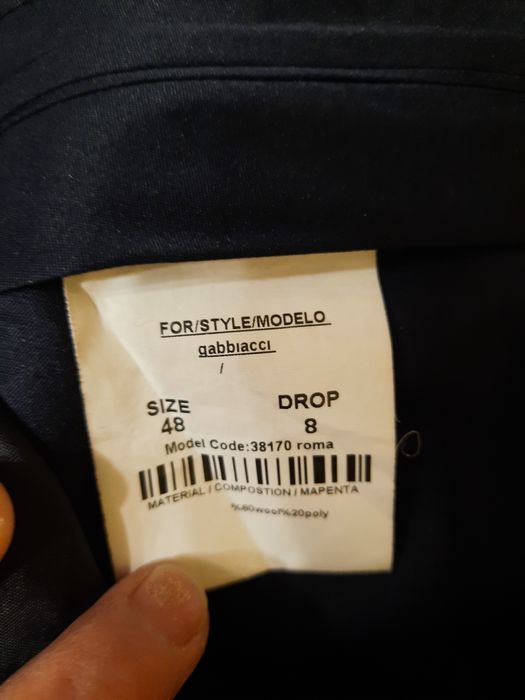 FOR/STYLE/MODELO
gabbiacci
/
SIZE DROP
48 8
Model Code:38170 roma
MATERIAL / COMPOSTION / MAPENTA
%80wool%20poly